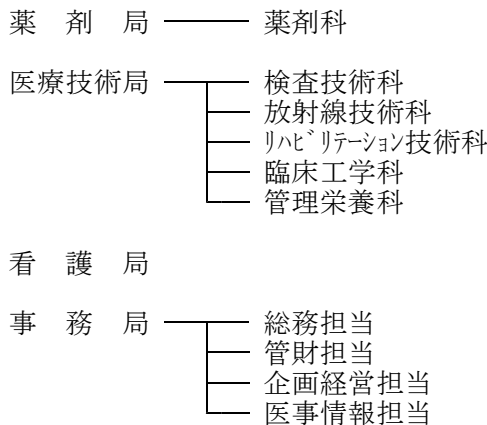 薬剤局 薬剤科
医療技術局 検査技術科
放射線技術科
ﾘﾊﾋﾞﾘﾃｰｼｮﾝ技術科
臨床工学科
管理栄養科
看護局
事務局 総務担当
管財担当
企画経営担当
医事情報担当